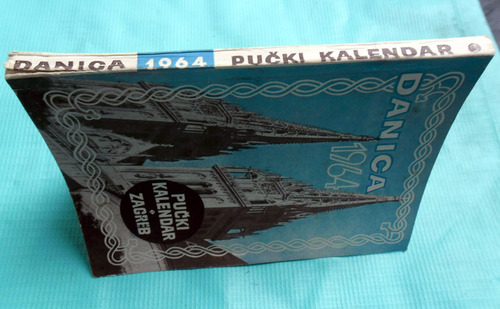 DANICA 1964 PUČKI KALENDAR
DANICA
1964
PUČKI
KALENDAR
ZAGREB